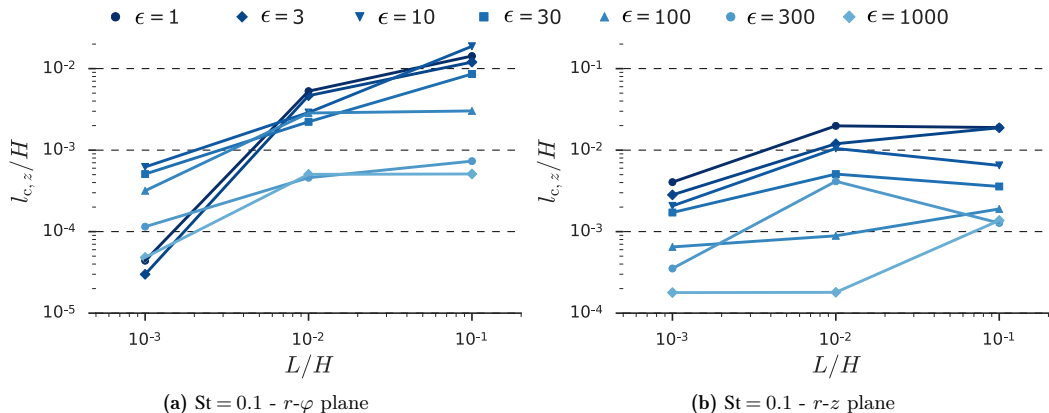 ϵ = 1 ϵ = 3 ϵ = 10 ϵ = 30 ϵ = 100 ϵ = 300 ϵ = 1000
l_{c,z}/H
10^{-2}
10^{-3}
10^{-4}
10^{-5}
10^{-3} 10^{-2} 10^{-1}
L/H
(a) St = 0.1 - r-φ plane
l_{c,z}/H
10^{-1}
10^{-2}
10^{-3}
10^{-4}
10^{-3} 10^{-2} 10^{-1}
L/H
(b) St = 0.1 - r-z plane